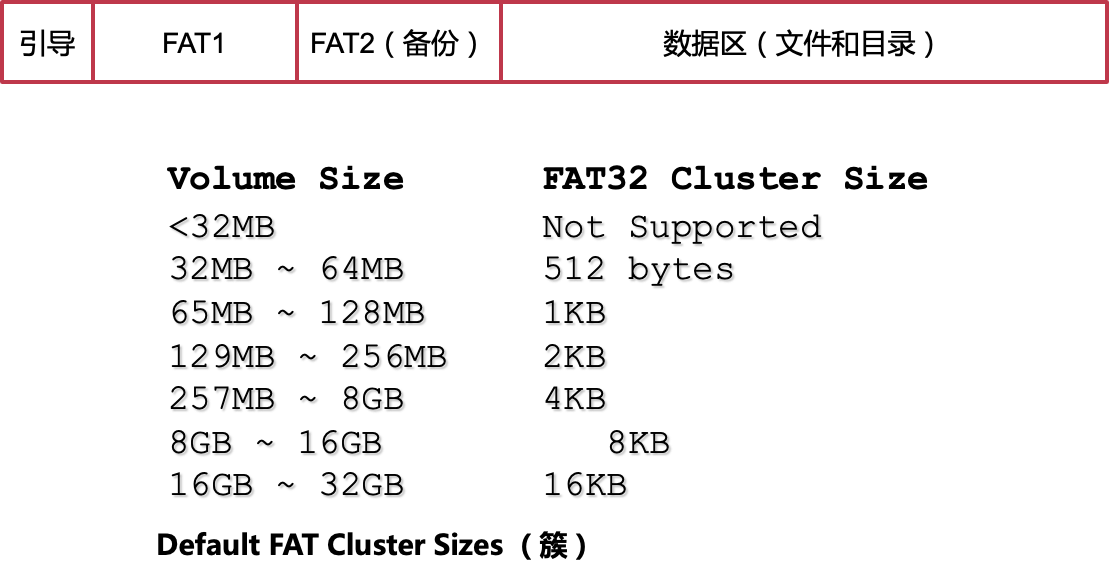 引导 FAT1 FAT2（备份） 数据区（文件和目录）
Volume Size FAT32 Cluster Size
<32MB Not Supported
32MB ~ 64MB 512 bytes
65MB ~ 128MB 1KB
129MB ~ 256MB 2KB
257MB ~ 8GB 4KB
8GB ~ 16GB 8KB
16GB ~ 32GB 16KB
Default FAT Cluster Sizes（簇）